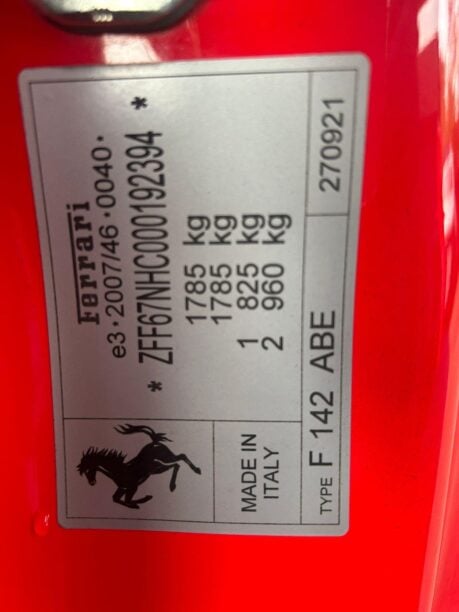 Ferrari
e3·2007/46·0040·
* ZFF67NHC000192394 *
1785 kg
1785 kg
1 825 kg
2 960 kg
MADE IN
ITALY
TYPE F 142 ABE
270921